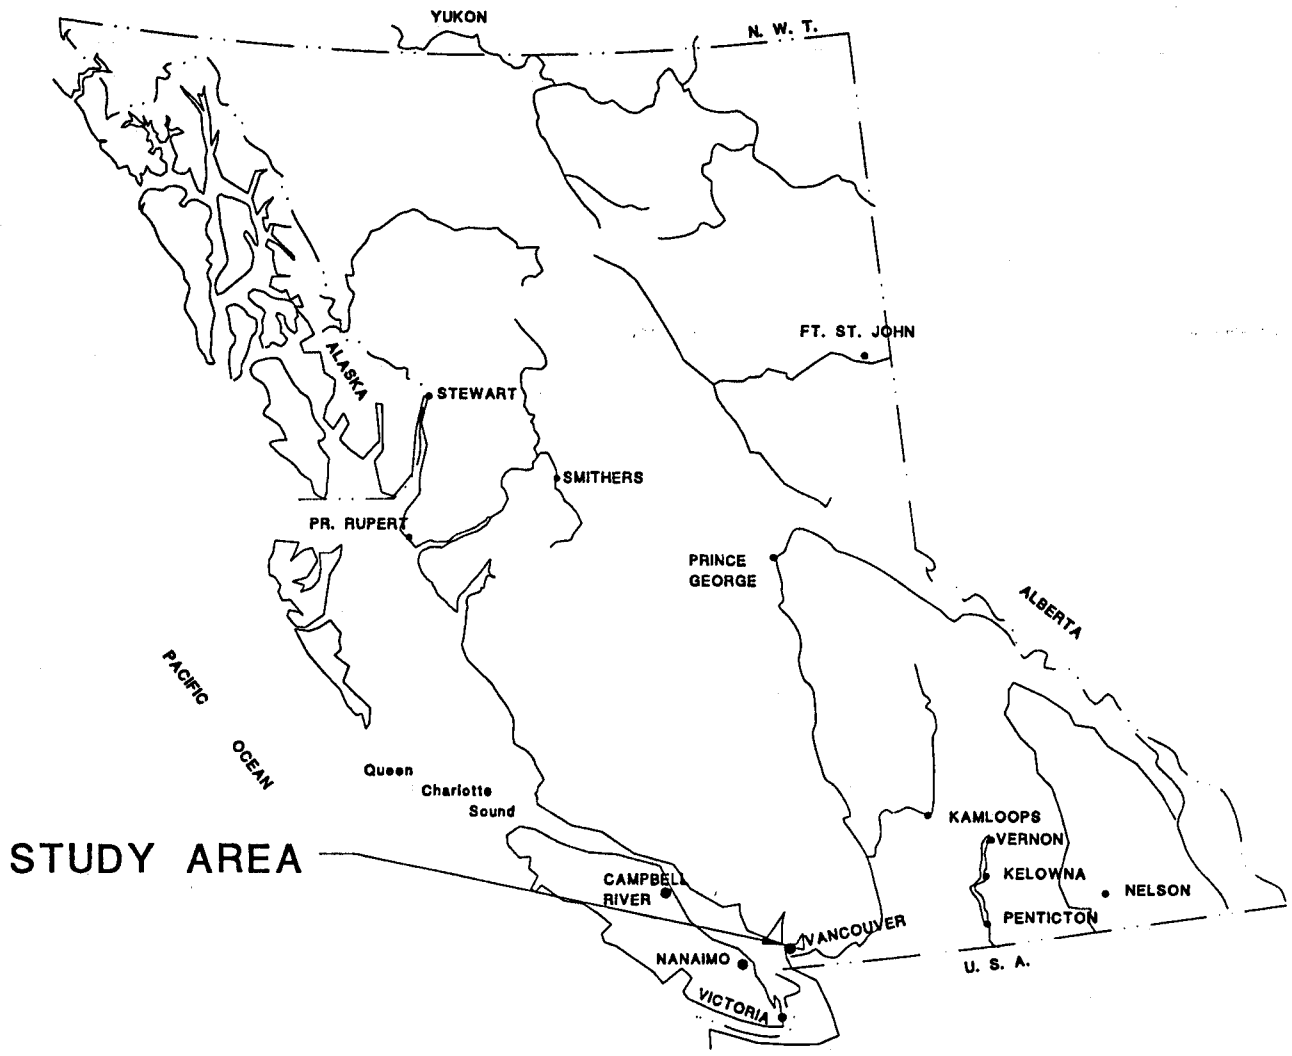 YUKON
N. W. T.
FT. ST. JOHN
ALASKA
STEWART
SMITHERS
PR. RUPERT
PRINCE
GEORGE
ALBERTA
PACIFIC
OCEAN
Queen
Charlotte
Sound
KAMLOOPS
VERNON
STUDY AREA
KELOWNA
CAMPBELL
RIVER
NELSON
PENTICTON
VANCOUVER
NANAIMO
U. S. A.
VICTORIA